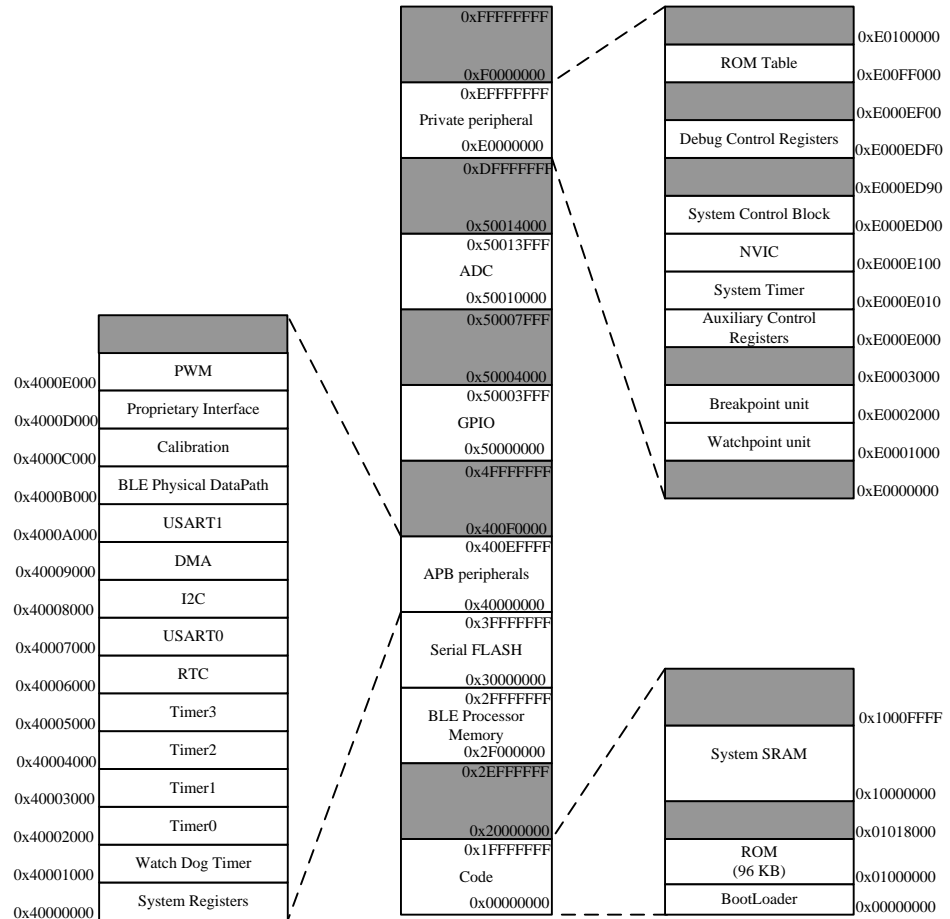 0xFFFFFFFF
0xF0000000
0xEFFFFFFF
Private peripheral
0xE0000000
0xDFFFFFFF
0x50014000
0x50013FFF
ADC
0x50010000
0x50007FFF
0x50004000
0x50003FFF
GPIO
0x50000000
0x4FFFFFFF
0x400F0000
0x400EFFFF
APB peripherals
0x40000000
0x3FFFFFFF
Serial FLASH
0x30000000
0x2FFFFFFF
BLE Processor
Memory
0x2F000000
0x2EFFFFFF
0x20000000
0x1FFFFFFF
Code
0x00000000
0xE0100000
ROM Table
0xE00FF000
0xE000EF00
Debug Control Registers
0xE000EDF0
0xE000ED90
System Control Block
0xE000ED00
NVIC
0xE000E100
System Timer
0xE000E010
Auxiliary Control
Registers
0xE000E000
0xE0003000
Breakpoint unit
0xE0002000
Watchpoint unit
0xE0001000
0xE0000000
PWM
0x4000E000
Proprietary Interface
0x4000D000
Calibration
0x4000C000
BLE Physical DataPath
0x4000B000
USART1
0x4000A000
DMA
0x40009000
I2C
0x40008000
USART0
0x40007000
RTC
0x40006000
Timer3
0x40005000
Timer2
0x40004000
Timer1
0x40003000
Timer0
0x40002000
Watch Dog Timer
0x40001000
System Registers
0x40000000
0x1000FFFF
System SRAM
0x10000000
0x01018000
ROM
(96 KB)
0x01000000
BootLoader
0x00000000